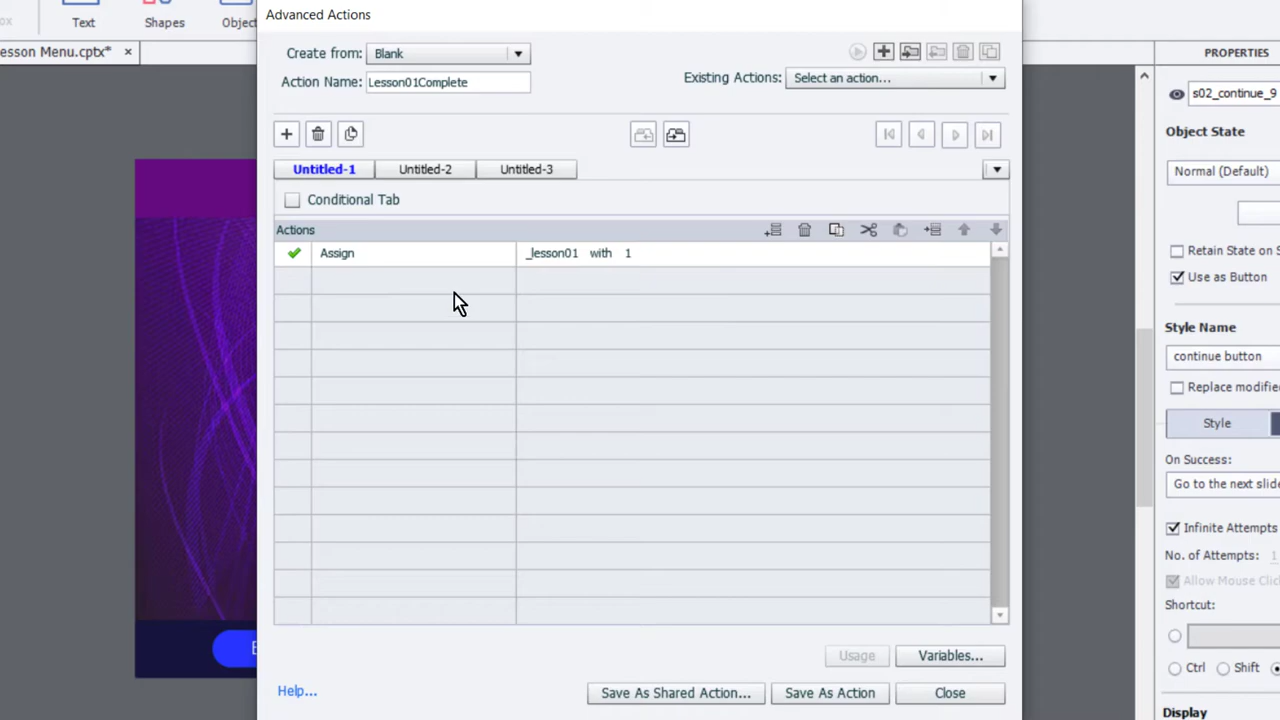 Advanced Actions
ox
Text
Shapes
Object
esson Menu.cptx* ×
Create from: Blank
Action Name: Lesson01Complete
Existing Actions: Select an action...
Untitled-1 Untitled-2 Untitled-3
Conditional Tab
Actions
Assign _lesson01 with 1
Usage Variables...
Help...
Save As Shared Action... Save As Action Close
E
PROPERTIES
s02_continue_9
Object State
Normal (Default)
Retain State on S
Use as Button
Style Name
continue button
Replace modifie
Style
On Success:
Go to the next slide
Infinite Attempts
No. of Attempts: 1
Allow Mouse Clic
Shortcut:
Ctrl Shift
Display